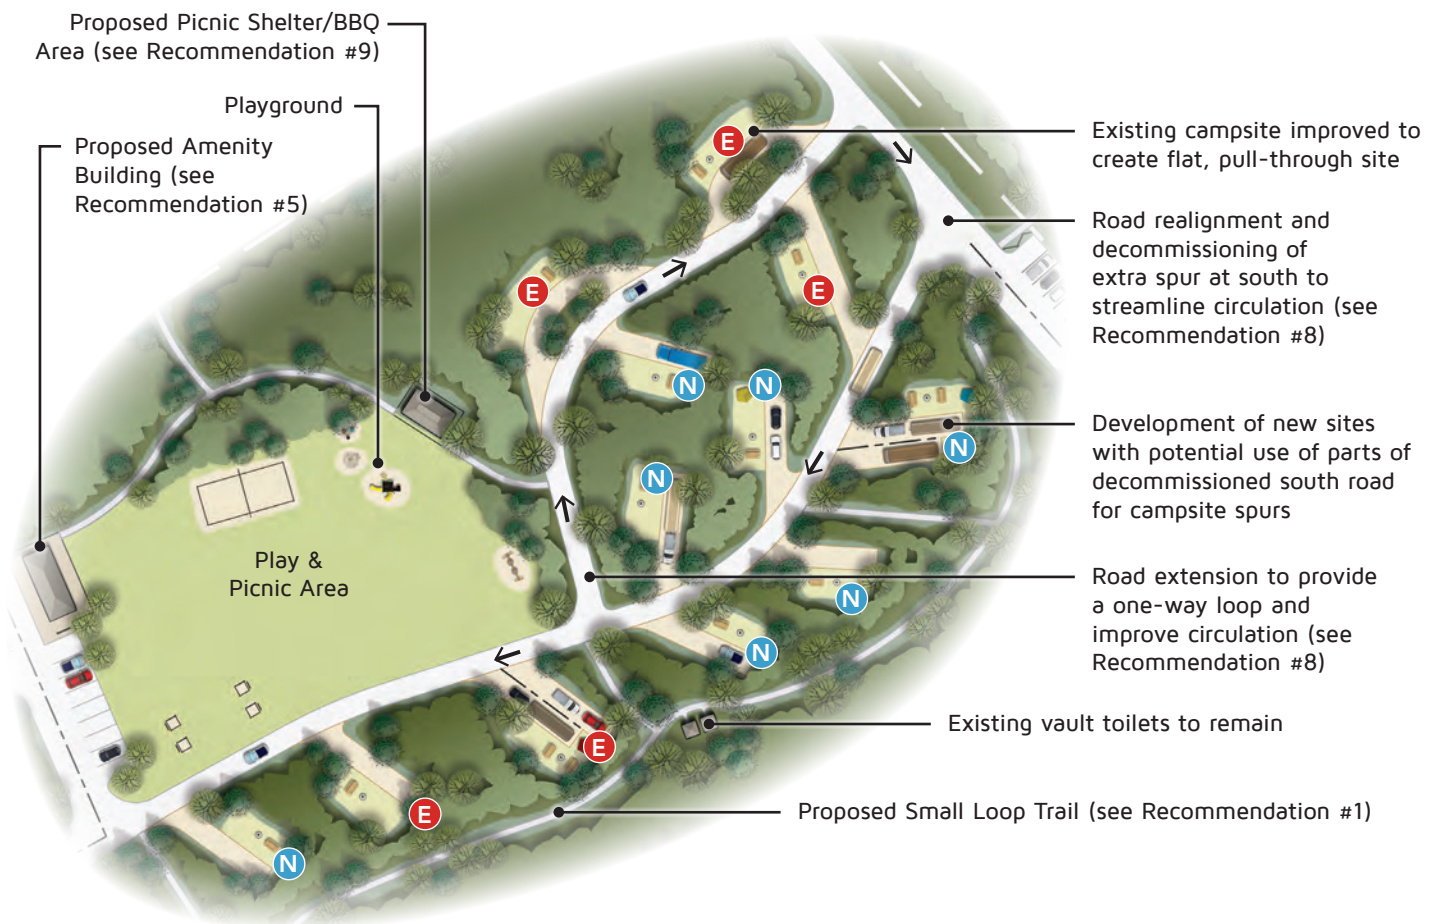 Proposed Picnic Shelter/BBQ
Area (see Recommendation #9)
Playground
Proposed Amenity
Building (see
Recommendation #5)
Existing campsite improved to
create flat, pull-through site
Road realignment and
decommissioning of
extra spur at south to
streamline circulation (see
Recommendation #8)
Development of new sites
with potential use of parts of
decommissioned south road
for campsite spurs
Road extension to provide
a one-way loop and
improve circulation (see
Recommendation #8)
Existing vault toilets to remain
Proposed Small Loop Trail (see Recommendation #1)
Play &
Picnic Area
E
E
E
N
N
N
N
N
N
E
E
N